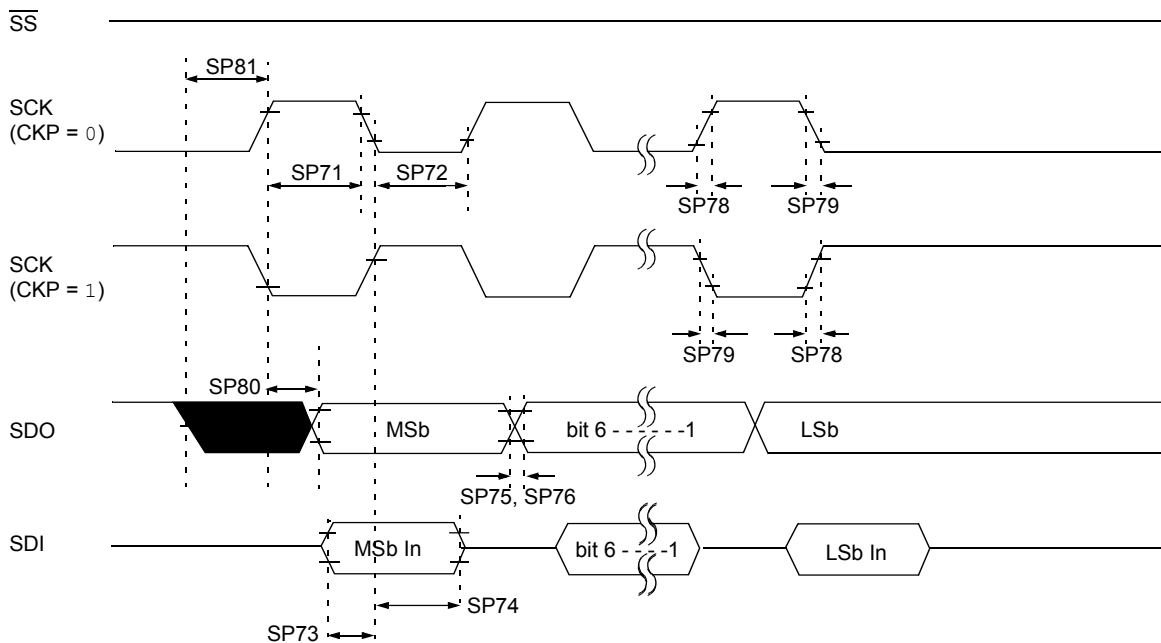 SS
SP81
SCK
(CKP = 0)
SP71
SP72
SP78
SP79
SCK
(CKP = 1)
SP79
SP78
SP80
SDO
MSb
bit 6 - - - - - -1
LSb
SP75, SP76
SDI
MSb In
bit 6 - - - - -1
LSb In
SP74
SP73